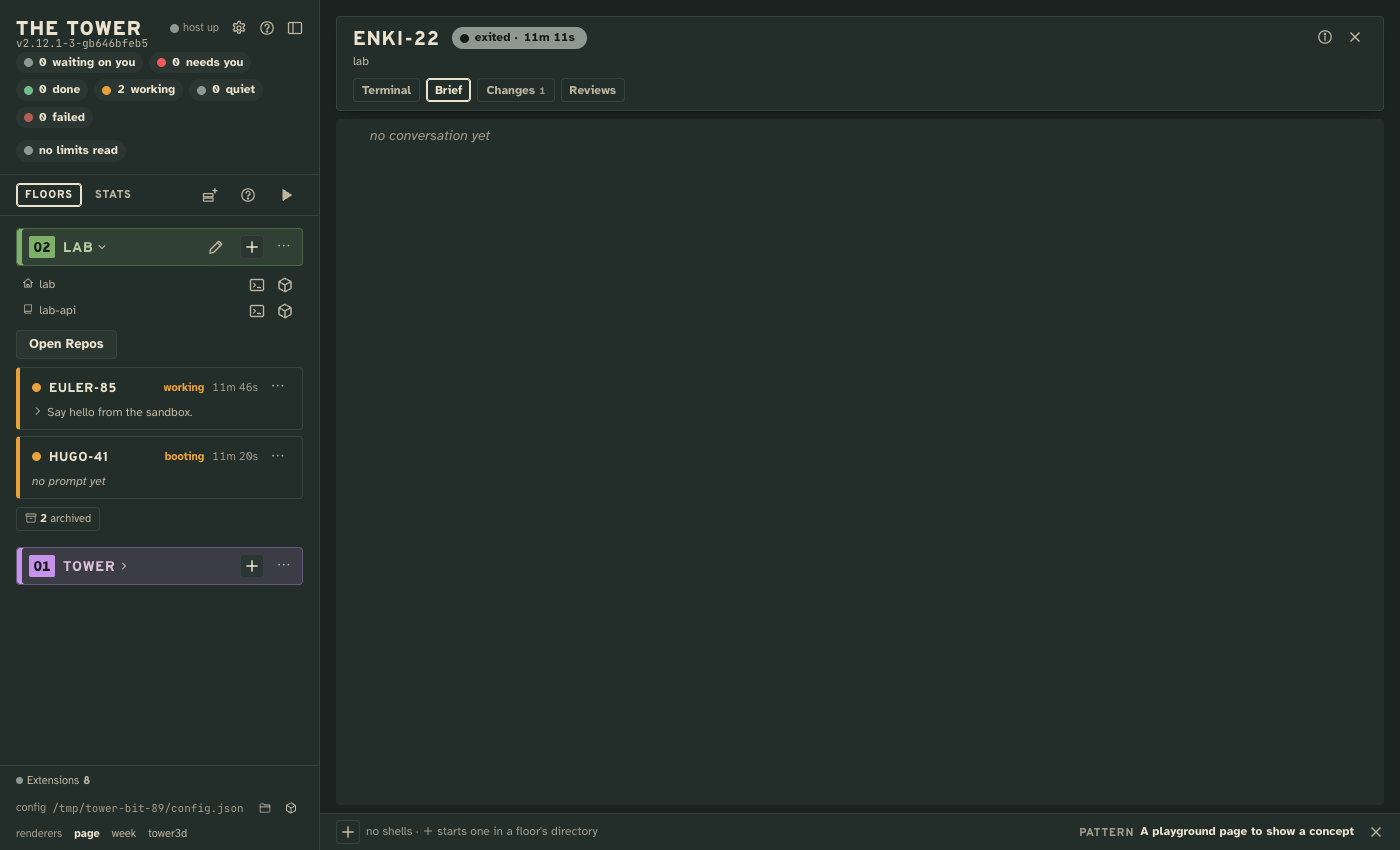 THE TOWER
host up
v2.12.1-3-gb646bfeb5
0 waiting on you
0 needs you
0 done
2 working
0 quiet
0 failed
no limits read
FLOORS
STATS
02 LAB
lab
lab-api
Open Repos
EULER-85 working 11m 46s ...
Say hello from the sandbox.
HUGO-41 booting 11m 20s ...
no prompt yet
2 archived
01 TOWER
Extensions 8
config /tmp/tower-bit-89/config.json
renderers page week tower3d
ENKI-22 exited · 11m 11s
lab
Terminal Brief Changes 1 Reviews
no conversation yet
no shells · + starts one in a floor's directory
PATTERN A playground page to show a concept